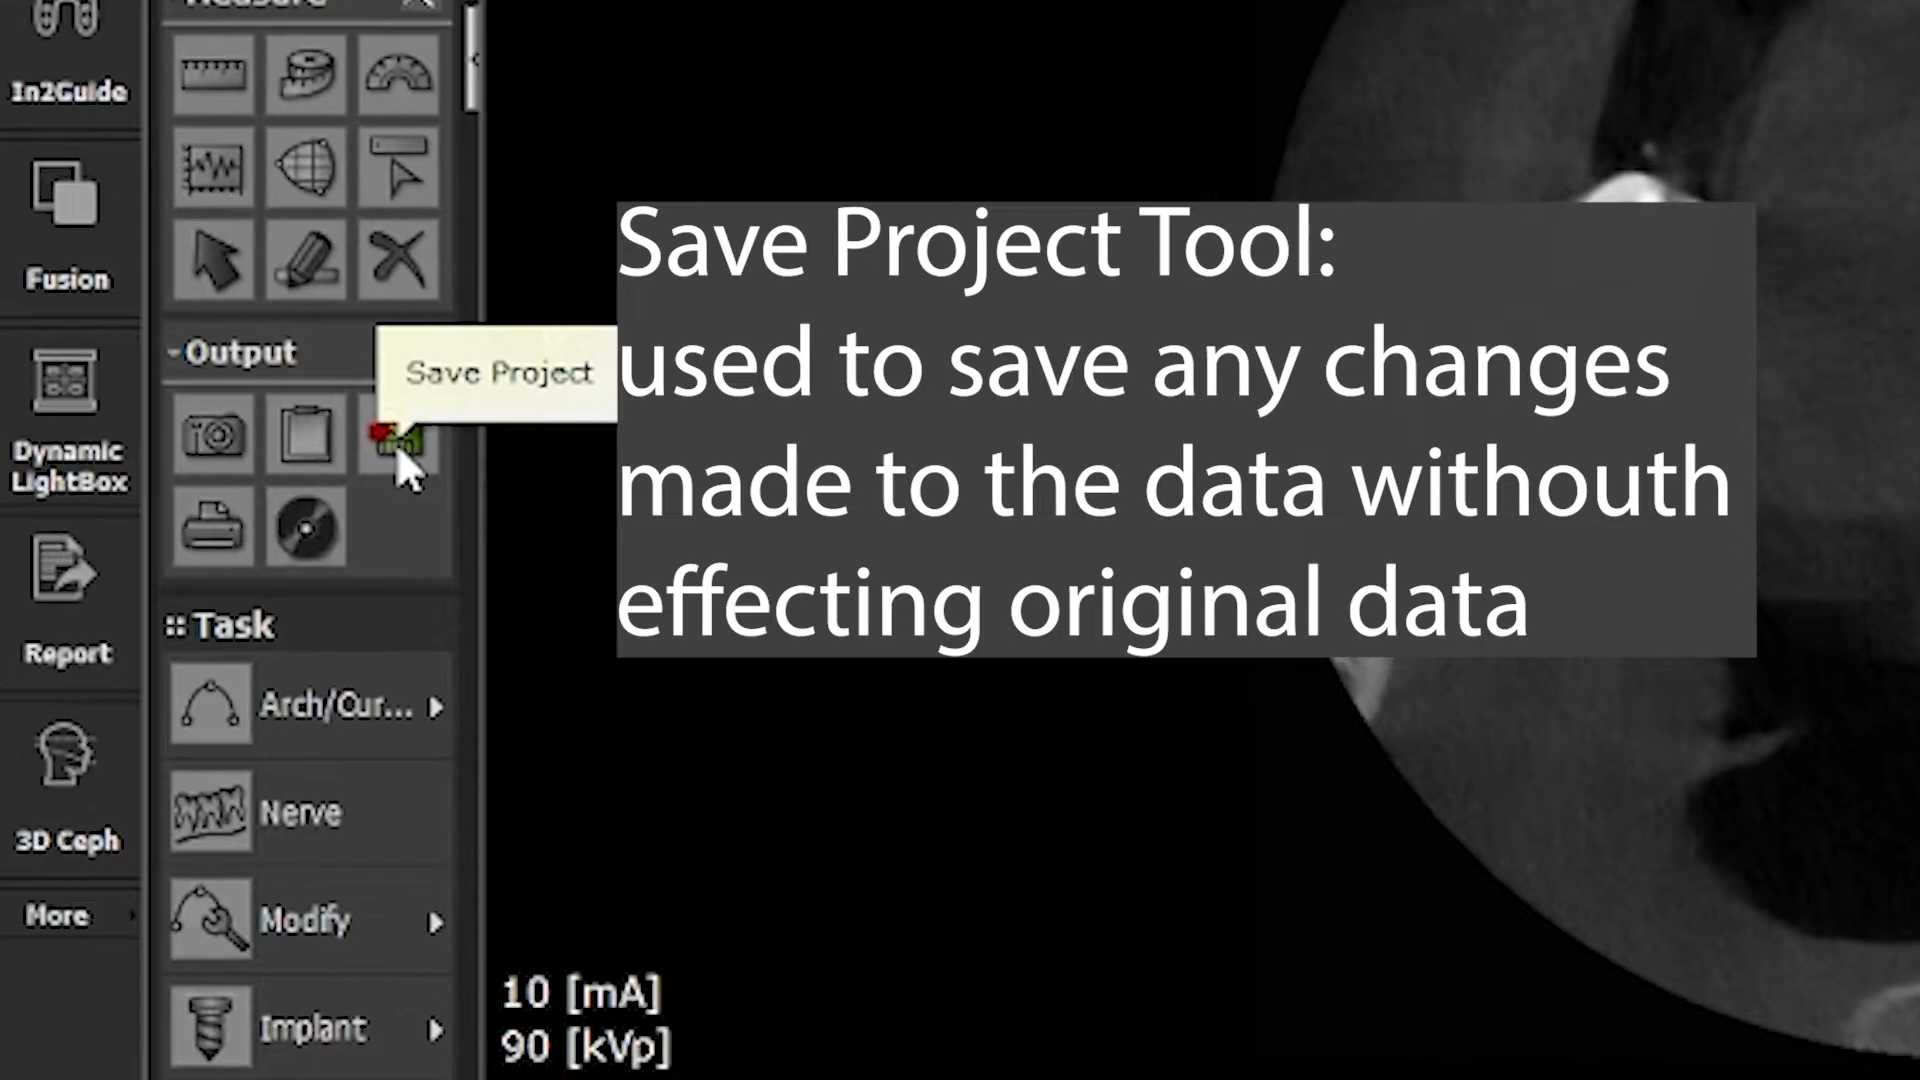 Measure
In2Guide
Fusion
Dynamic
LightBox
Report
3D Ceph
More
Output
Save Project
Task
Arch/Cur...
Nerve
Modify
Implant
Save Project Tool:
used to save any changes
made to the data withouth
effecting original data
10 [mA]
90 [kVp]